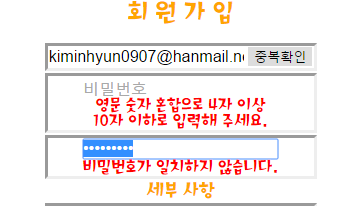 회원가입
kiminhyun0907@hanmail.ne 중복확인
비밀번호
영문 숫자 혼합으로 4자 이상
10자 이하로 입력해 주세요.
•••••••••
비밀번호가 일치하지 않습니다.
세부 사항